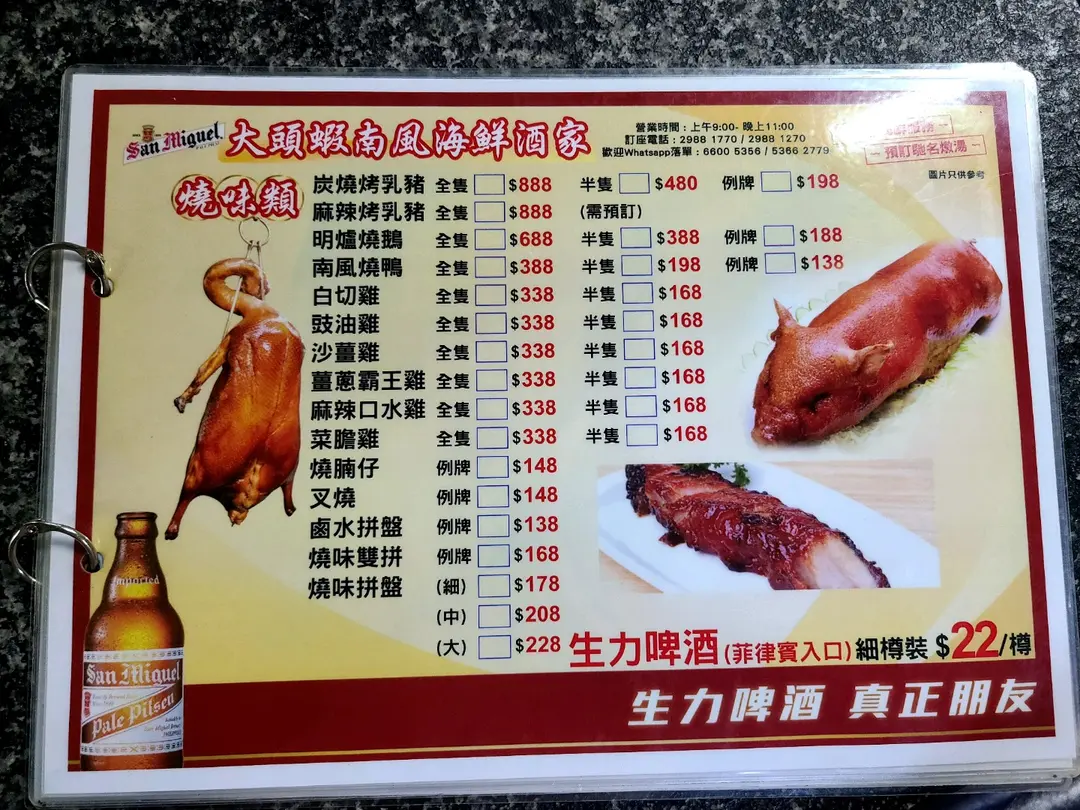 San Miguel 大頭蝦南風海鮮酒家
營業時間：上午9:00- 晚上11:00
訂座電話：2988 1770 / 2988 1270
歡迎Whatsapp落單：6600 5356 / 5366 2779
預訂馳名燉湯
圖片只供參考
燒味類
炭燒烤乳豬 全隻 $888 半隻 $480 例牌 $198
麻辣烤乳豬 全隻 $888 (需預訂)
明爐燒鵝 全隻 $688 半隻 $388 例牌 $188
南風燒鴨 全隻 $388 半隻 $198 例牌 $138
白切雞 全隻 $338 半隻 $168
豉油雞 全隻 $338 半隻 $168
沙薑雞 全隻 $338 半隻 $168
薑蔥霸王雞 全隻 $338 半隻 $168
麻辣口水雞 全隻 $338 半隻 $168
菜膽雞 全隻 $338 半隻 $168
燒腩仔 例牌 $148
叉燒 例牌 $148
鹵水拼盤 例牌 $138
燒味雙拼 例牌 $168
燒味拼盤 (細) $178
(中) $208
(大) $228
生力啤酒(菲律賓入口)細樽裝 $22/樽
生力啤酒 真正朋友
Imported
San Miguel
Pale Pilsen